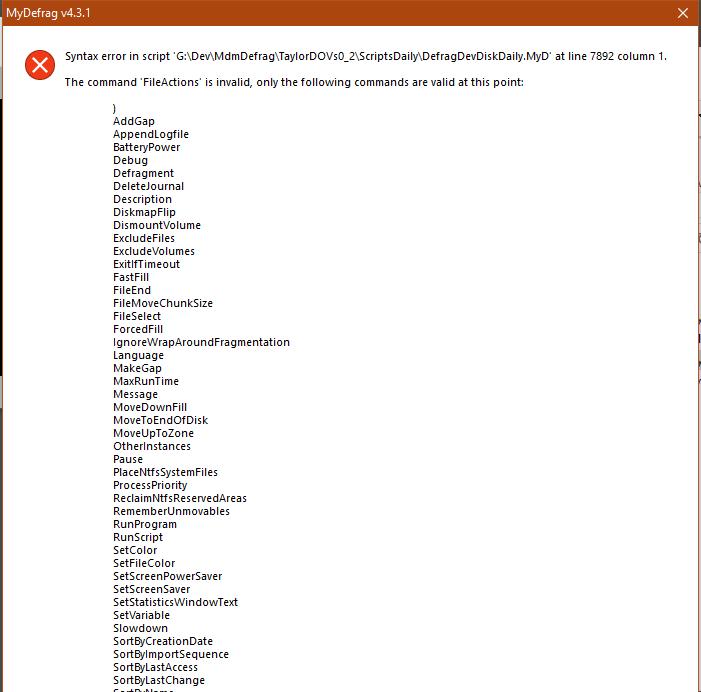 MyDefrag v4.3.1
Syntax error in script 'G:\Dev\MdmDefrag\TaylorDOVs0_2\ScriptsDaily\DefragDevDiskDaily.MyD' at line 7892 column 1.
The command 'FileActions' is invalid, only the following commands are valid at this point:
}
AddGap
AppendLogfile
BatteryPower
Debug
Defragment
DeleteJournal
Description
DiskmapFlip
DismountVolume
ExcludeFiles
ExcludeVolumes
ExitIfTimeout
FastFill
FileEnd
FileMoveChunkSize
FileSelect
ForcedFill
IgnoreWrapAroundFragmentation
Language
MakeGap
MaxRunTime
Message
MoveDownFill
MoveToEndOfDisk
MoveUpToZone
OtherInstances
Pause
PlaceNtfsSystemFiles
ProcessPriority
ReclaimNtfsReservedAreas
RememberUnmovables
RunProgram
RunScript
SetColor
SetFileColor
SetScreenPowerSaver
SetScreenSaver
SetStatisticsWindowText
SetVariable
Slowdown
SortByCreationDate
SortByImportSequence
SortByLastAccess
SortByLastChange